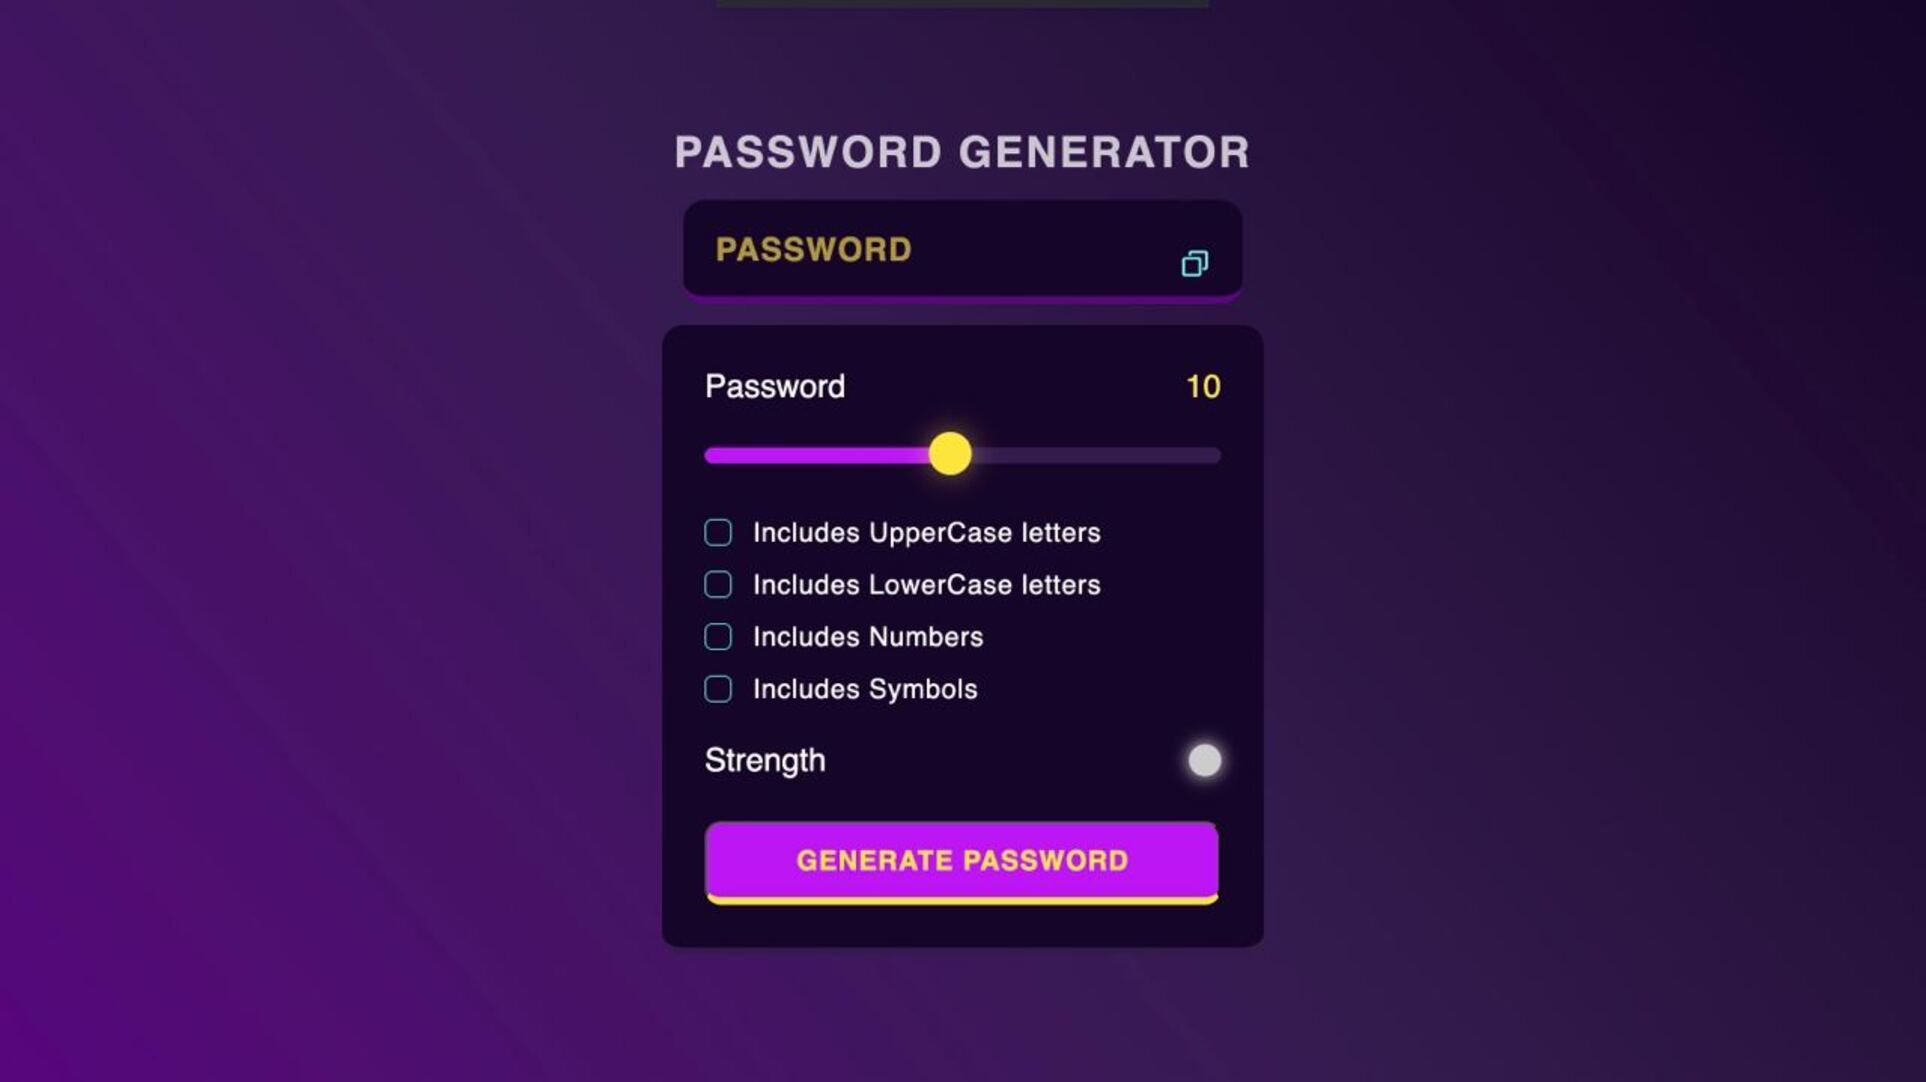 PASSWORD GENERATOR
PASSWORD
Password 10
Includes UpperCase letters
Includes LowerCase letters
Includes Numbers
Includes Symbols
Strength
GENERATE PASSWORD